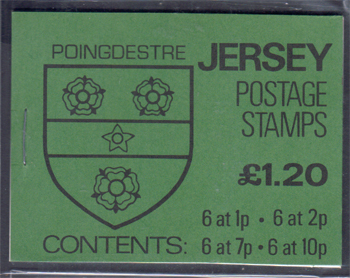 POINGDESTRE
JERSEY
POSTAGE
STAMPS
£1.20
6 at 1p • 6 at 2p
CONTENTS: 6 at 7p • 6 at 10p